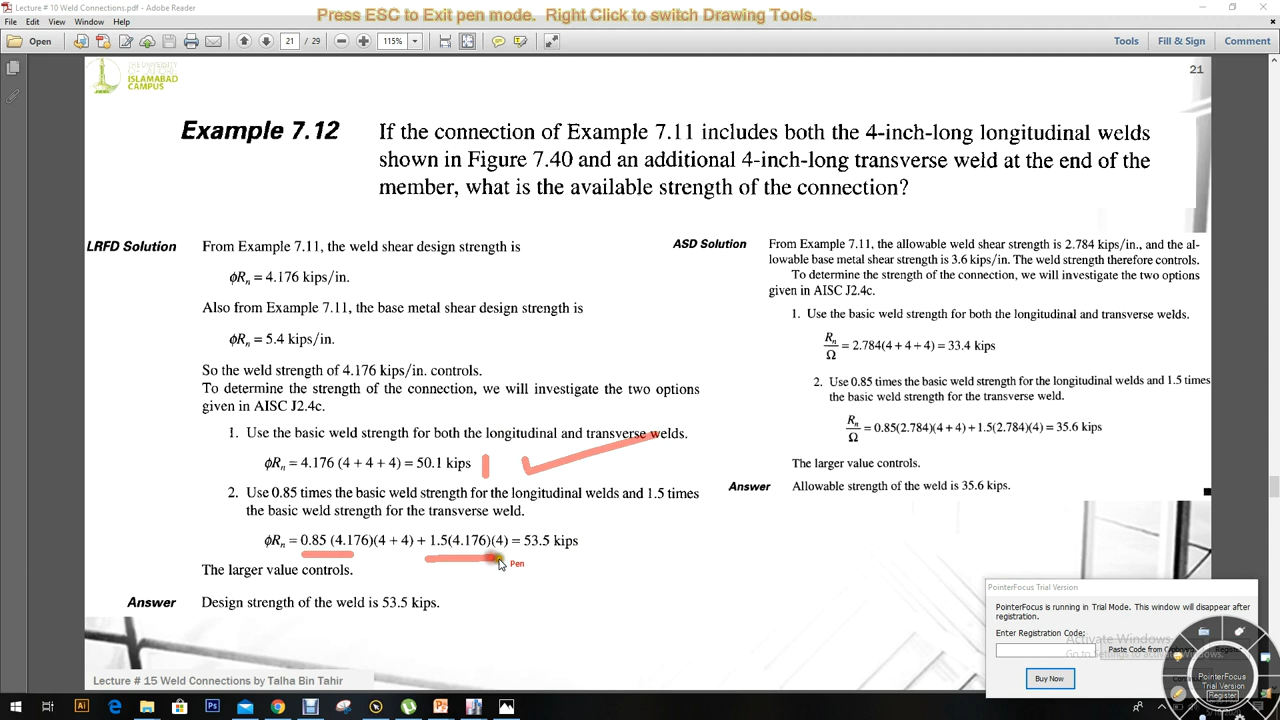 Lecture # 10 Weld Connections.pdf - Adobe Reader
Press ESC to Exit pen mode. Right Click to switch Drawing Tools.
File Edit View Window Help
Open 21 / 29 115% Tools Fill & Sign Comment
ISLAMABAD
CAMPUS
21
Example 7.12 If the connection of Example 7.11 includes both the 4-inch-long longitudinal welds
shown in Figure 7.40 and an additional 4-inch-long transverse weld at the end of the
member, what is the available strength of the connection?
LRFD Solution From Example 7.11, the weld shear design strength is
ϕRn = 4.176 kips/in.
Also from Example 7.11, the base metal shear design strength is
ϕRn = 5.4 kips/in.
So the weld strength of 4.176 kips/in. controls.
To determine the strength of the connection, we will investigate the two options
given in AISC J2.4c.
1. Use the basic weld strength for both the longitudinal and transverse welds.
ϕRn = 4.176 (4 + 4 + 4) = 50.1 kips
2. Use 0.85 times the basic weld strength for the longitudinal welds and 1.5 times
the basic weld strength for the transverse weld.
ϕRn = 0.85 (4.176)(4 + 4) + 1.5(4.176)(4) = 53.5 kips
Pen
The larger value controls.
Answer Design strength of the weld is 53.5 kips.
ASD Solution From Example 7.11, the allowable weld shear strength is 2.784 kips/in., and the al-
lowable base metal shear strength is 3.6 kips/in. The weld strength therefore controls.
To determine the strength of the connection, we will investigate the two options
given in AISC J2.4c.
1. Use the basic weld strength for both the longitudinal and transverse welds.
Rn/Ω = 2.784(4 + 4 + 4) = 33.4 kips
2. Use 0.85 times the basic weld strength for the longitudinal welds and 1.5 times
the basic weld strength for the transverse weld.
Rn/Ω = 0.85(2.784)(4 + 4) + 1.5(2.784)(4) = 35.6 kips
The larger value controls.
Answer Allowable strength of the weld is 35.6 kips.
PointerFocus Trial Version
PointerFocus is running in Trial Mode. This window will disappear after
registration.
Enter Registration Code:
Activate Windows
Paste Code from Clipboard
Go to Settings to activate Windows.
Buy Now
PointerFocus
Trial Version
Register
Lecture # 15 Weld Connections by Talha Bin Tahir